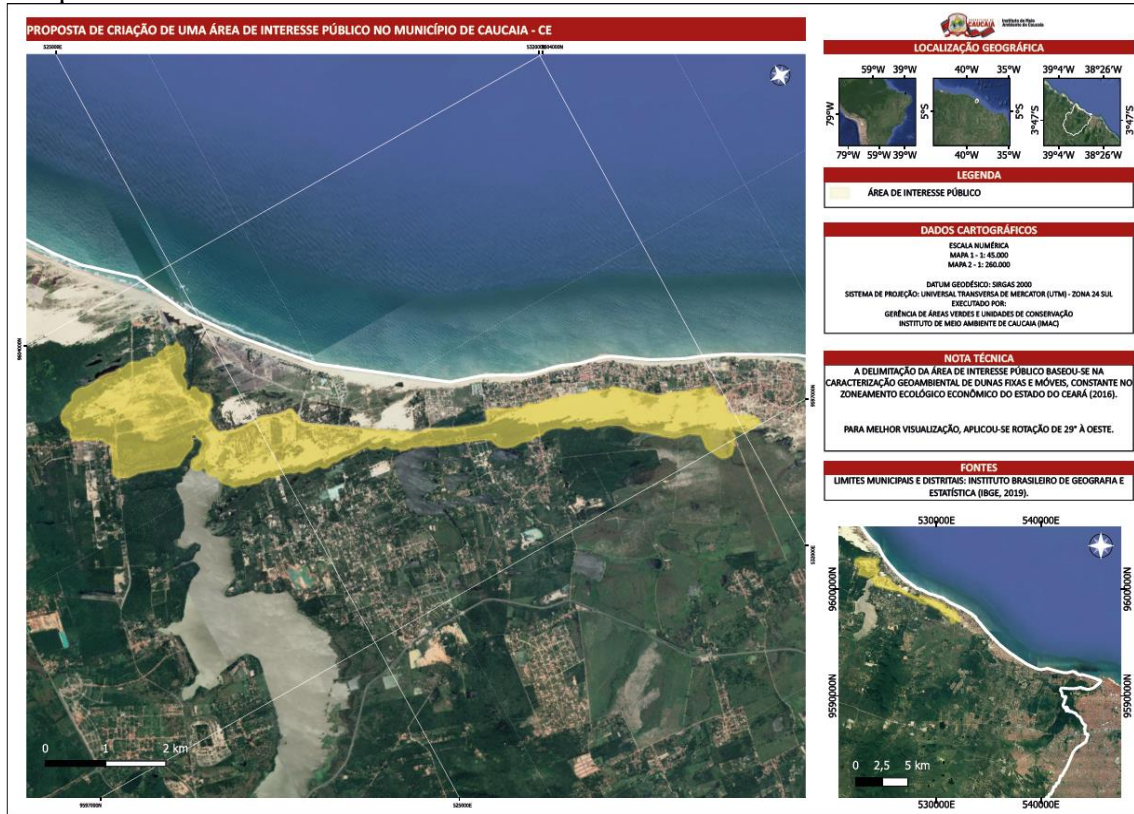 PROPOSTA DE CRIAÇÃO DE UMA ÁREA DE INTERESSE PÚBLICO NO MUNICÍPIO DE CAUCAIA - CE
CAUCAIA
Instituto do Meio
Ambiente de Caucaia
LOCALIZAÇÃO GEOGRÁFICA
59°W 39°W
40°W 35°W
39°4'W 38°26'W
79°W
5°S
5°S
3°47'S
3°47'S
79°W 59°W 39°W
40°W 35°W
39°4'W 38°26'W
LEGENDA
ÁREA DE INTERESSE PÚBLICO
DADOS CARTOGRÁFICOS
ESCALA NUMÉRICA
MAPA 1 - 1: 45.000
MAPA 2 - 1: 260.000
DATUM GEODÉSICO: SIRGAS 2000
SISTEMA DE PROJEÇÃO: UNIVERSAL TRANSVERSA DE MERCATOR (UTM) - ZONA 24 SUL
EXECUTADO POR:
GERÊNCIA DE ÁREAS VERDES E UNIDADES DE CONSERVAÇÃO
INSTITUTO DE MEIO AMBIENTE DE CAUCAIA (IMAC)
NOTA TÉCNICA
A DELIMITAÇÃO DA ÁREA DE INTERESSE PÚBLICO BASEOU-SE NA
CARACTERIZAÇÃO GEOAMBIENTAL DE DUNAS FIXAS E MÓVEIS, CONSTANTE NO
ZONEAMENTO ECOLÓGICO ECONÔMICO DO ESTADO DO CEARÁ (2016).
PARA MELHOR VISUALIZAÇÃO, APLICOU-SE ROTAÇÃO DE 29° À OESTE.
FONTES
LIMITES MUNICIPAIS E DISTRITAIS: INSTITUTO BRASILEIRO DE GEOGRAFIA E
ESTATÍSTICA (IBGE, 2019).
530000E 540000E
9600000N
9600000N
9590000N
9590000N
0 2,5 5 km
530000E 540000E
0 1 2 km